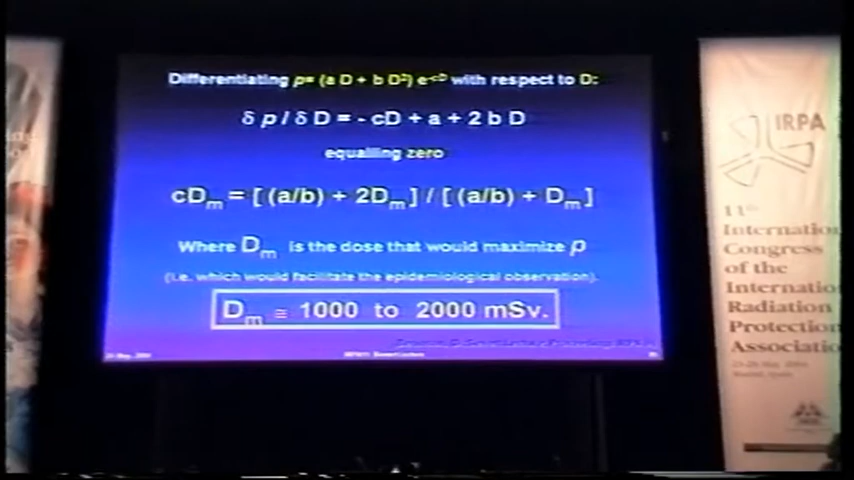 Differentiating p= (a D + b D²) e⁻ᶜᴰ with respect to D:
δ p / δ D = - cD + a + 2 b D
equalling zero
cDₘ = [ (a/b) + 2Dₘ ] / [ (a/b) + Dₘ ]
Where Dₘ is the dose that would maximize p
(i.e. which would facilitate the epidemiological observation).
Dₘ ≅ 1000 to 2000 mSv.
IRPA
11th
Internation
Congress
of the
Internation
Radiation
Protection
Associatio